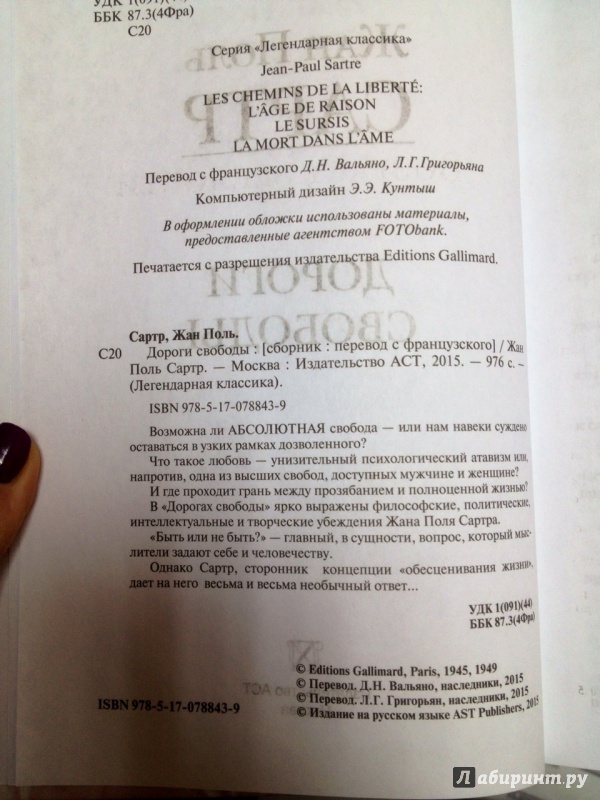 УДК 1(091)(44)
ББК 87.3(4Фра)
С20
Серия «Легендарная классика»
Jean-Paul Sartre
LES CHEMINS DE LA LIBERTÉ:
L'ÂGE DE RAISON
LE SURSIS
LA MORT DANS L'ÂME
Перевод с французского Д.Н. Вальяно, Л.Г.Григорьяна
Компьютерный дизайн Э.Э. Кунтыш
В оформлении обложки использованы материалы,
предоставленные агентством FOTObank.
Печатается с разрешения издательства Editions Gallimard.
Сартр, Жан Поль.
С20 Дороги свободы : [сборник : перевод с французского] / Жан
Поль Сартр. — Москва : Издательство АСТ, 2015. — 976 с. –
(Легендарная классика).
ISBN 978-5-17-078843-9
Возможна ли АБСОЛЮТНАЯ свобода — или нам навеки суждено
оставаться в узких рамках дозволенного?
Что такое любовь — унизительный психологический атавизм или,
напротив, одна из высших свобод, доступных мужчине и женщине?
И где проходит грань между прозябанием и полноценной жизнью?
В «Дорогах свободы» ярко выражены философские, политические,
интеллектуальные и творческие убеждения Жана Поля Сартра.
«Быть или не быть?» — главный, в сущности, вопрос, который мыс-
лители задают себе и человечеству.
Однако Сартр, сторонник концепции «обесценивания жизни»,
дает на него весьма и весьма необычный ответ...
УДК 1(091)(44)
ББК 87.3(4Фра)
© Editions Gallimard, Paris, 1945, 1949
© Перевод. Д.Н. Вальяно, наследники, 2015
© Перевод. Л.Г. Григорьян, наследники, 2015
ISBN 978-5-17-078843-9 © Издание на русском языке AST Publishers, 2015
Лабиринт.ру